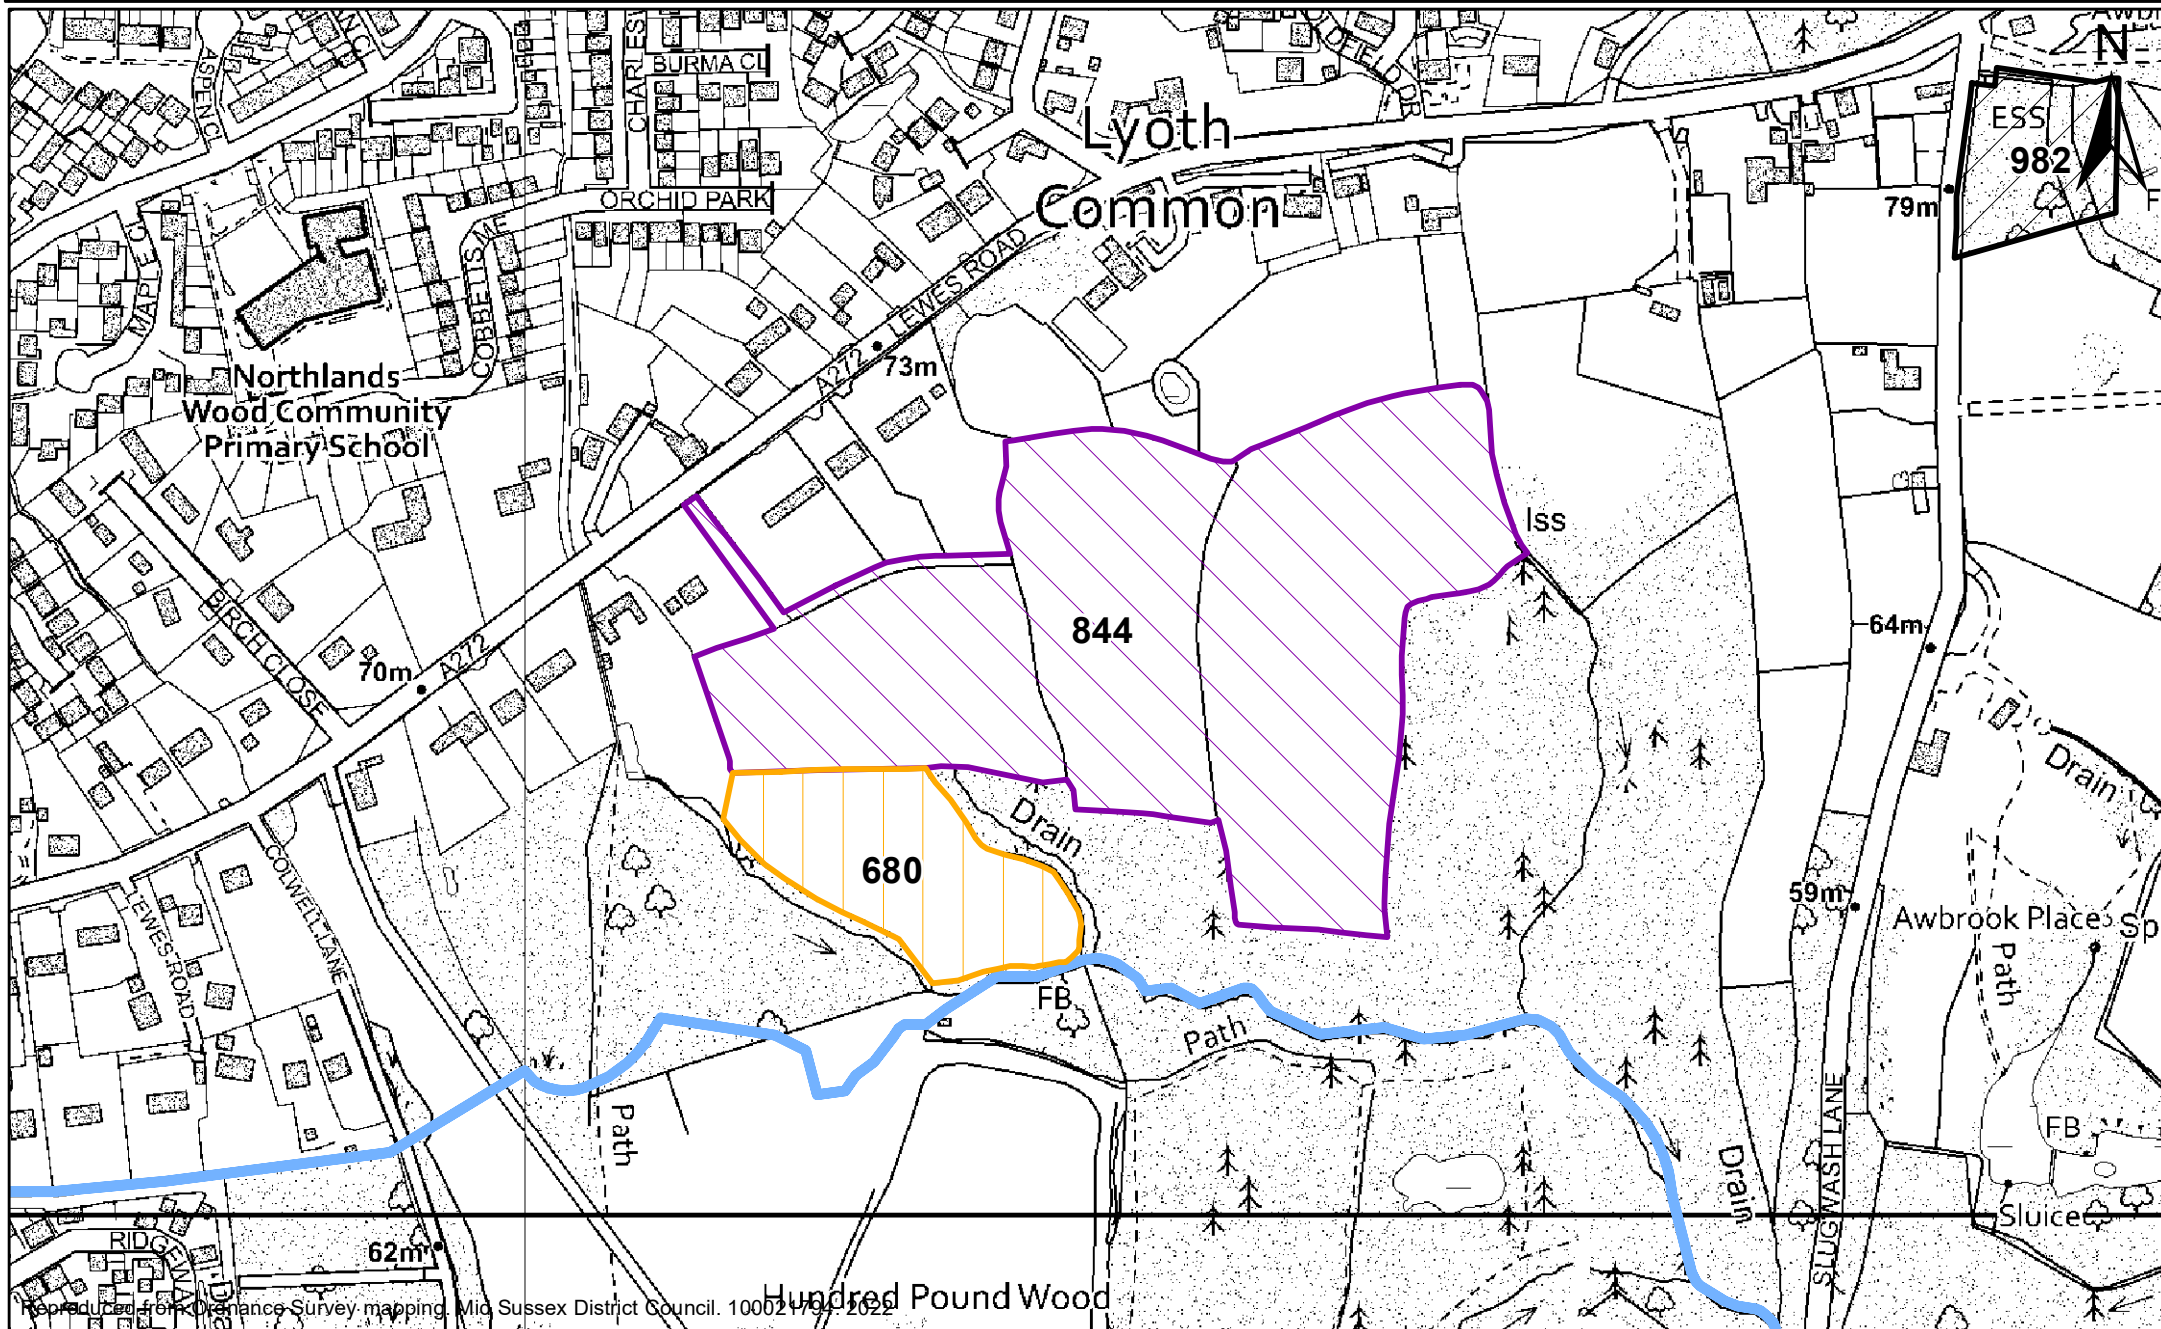 BURMA CL
Lyoth
Common
ESS
982
N
79m
ORCHID PARK
LEWES ROAD
A272
73m
Northlands
Wood Community
Primary School
Iss
844
64m
BIRCH CLOSE
70m
A272
Drain
Drain
680
59m
Awbrook Place
Sp
Path
COLWELL LANE
LEWES ROAD
FB
Path
Path
FB
Drain
SLUGWASH LANE
Sluice
62m
Hundred Pound Wood
Reproduced from Ordnance Survey mapping. Mid Sussex District Council. 100021794. 2022